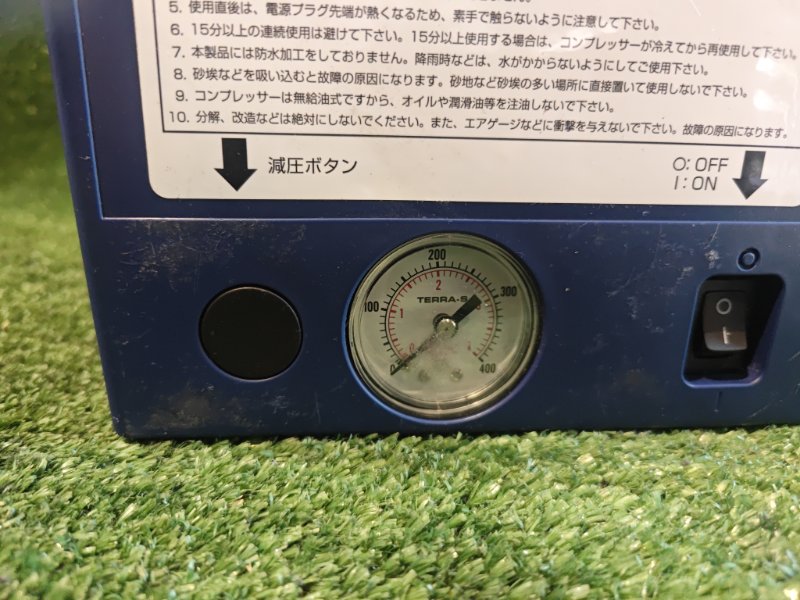 5. 使用直後は、電源プラグ先端が熱くなるため、素手で触らないように注意して下さい。
6. 15分以上の連続使用は避けて下さい。15分以上使用する場合は、コンプレッサーが冷えてから再使用して下さい。
7. 本製品には防水加工をしておりません。降雨時などは、水がかからないようにしてご使用下さい。
8. 砂埃などを吸い込むと故障の原因になります。砂地など砂埃の多い場所に直接置いて使用しないで下さい。
9. コンプレッサーは無給油式ですから、オイルや潤滑油等を注油しないで下さい。
10. 分解、改造などは絶対にしないでください。また、エアゲージなどに衝撃を与えないで下さい。故障の原因になります。
減圧ボタン
O: OFF
I: ON
0 100 200 300 400
1 2
TERRA-S
O
I